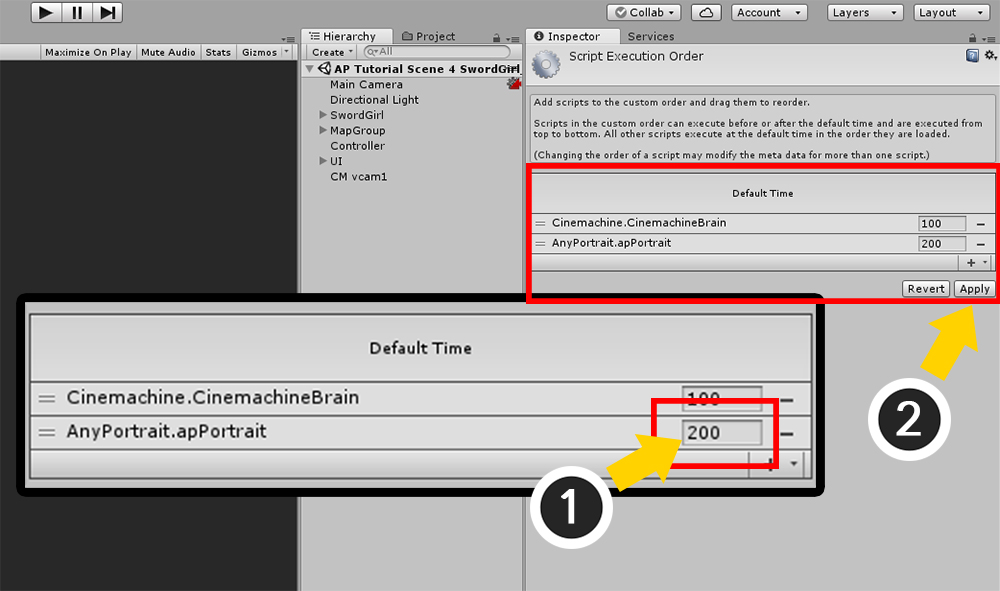 Collab
Account
Layers
Layout
Maximize On Play
Mute Audio
Stats
Gizmos
Hierarchy
Project
Create
All
AP Tutorial Scene 4 SwordGirl_
Main Camera
Directional Light
SwordGirl
MapGroup
Controller
UI
CM vcam1
Inspector
Services
Script Execution Order
Add scripts to the custom order and drag them to reorder.
Scripts in the custom order can execute before or after the default time and are executed from
top to bottom. All other scripts execute at the default time in the order they are loaded.
(Changing the order of a script may modify the meta data for more than one script.)
Default Time
Cinemachine.CinemachineBrain 100
AnyPortrait.apPortrait 200
Revert
Apply
Default Time
Cinemachine.CinemachineBrain 100
AnyPortrait.apPortrait 200
1
2